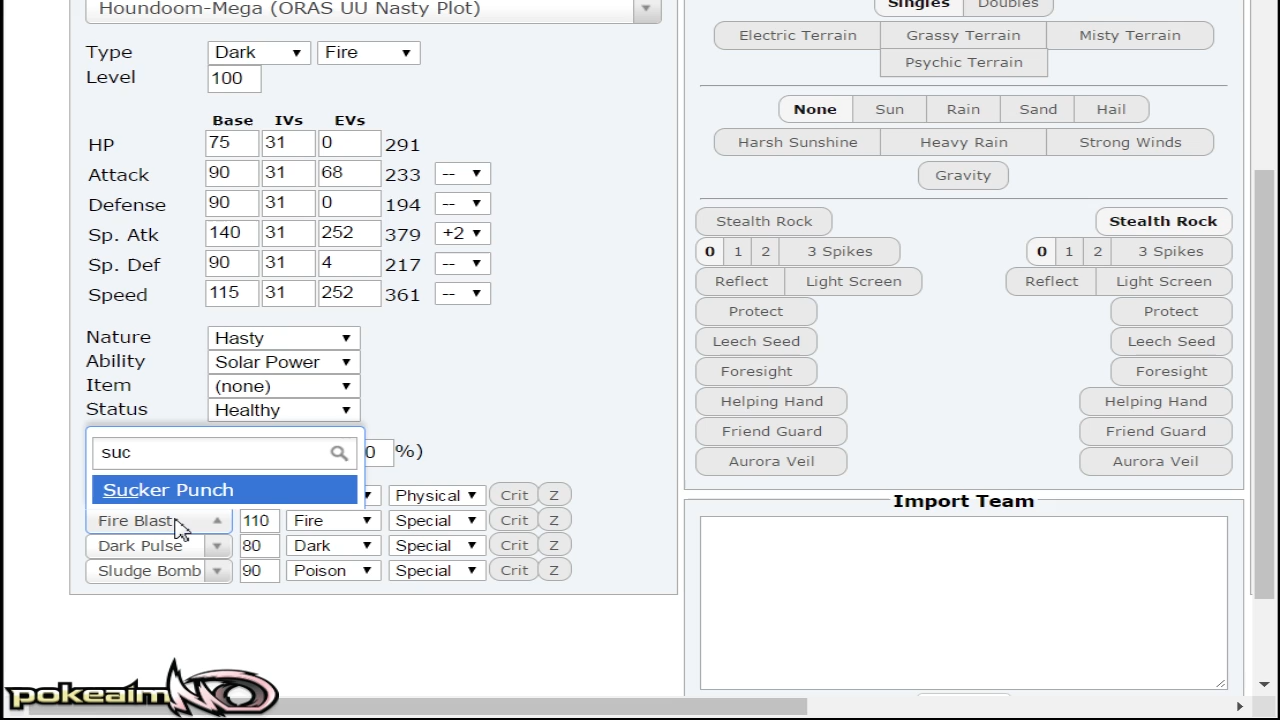 Houndoom-Mega (ORAS UU Nasty Plot)
Type Dark Fire
Level 100
Base IVs EVs
HP 75 31 0 291
Attack 90 31 68 233 --
Defense 90 31 0 194 --
Sp. Atk 140 31 252 379 +2
Sp. Def 90 31 4 217 --
Speed 115 31 252 361 --
Nature Hasty
Ability Solar Power
Item (none)
Status Healthy
suc 0 %)
Sucker Punch Physical Crit Z
Fire Blast 110 Fire Special Crit Z
Dark Pulse 80 Dark Special Crit Z
Sludge Bomb 90 Poison Special Crit Z
pokeaimMD
Singles Doubles
Electric Terrain Grassy Terrain Misty Terrain
Psychic Terrain
None Sun Rain Sand Hail
Harsh Sunshine Heavy Rain Strong Winds
Gravity
Stealth Rock Stealth Rock
0 1 2 3 Spikes 0 1 2 3 Spikes
Reflect Light Screen Reflect Light Screen
Protect Protect
Leech Seed Leech Seed
Foresight Foresight
Helping Hand Helping Hand
Friend Guard Friend Guard
Aurora Veil Aurora Veil
Import Team